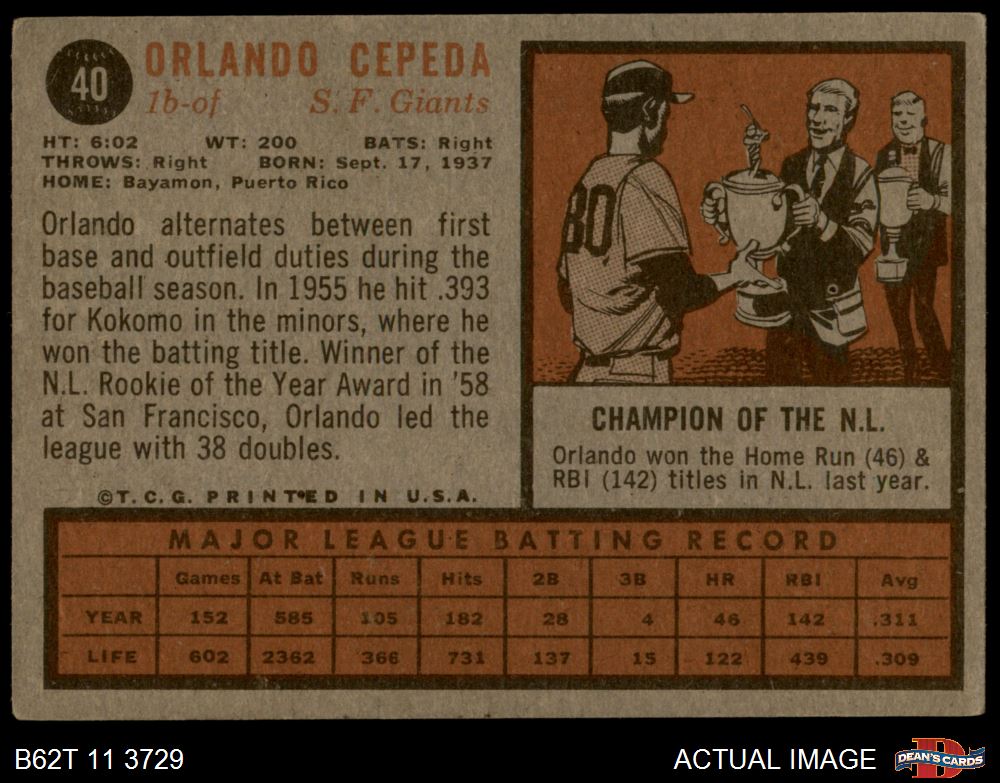 40
ORLANDO CEPEDA
1b-of S. F. Giants
HT: 6:02 WT: 200 BATS: Right
THROWS: Right BORN: Sept. 17, 1937
HOME: Bayamon, Puerto Rico
Orlando alternates between first
base and outfield duties during the
baseball season. In 1955 he hit .393
for Kokomo in the minors, where he
won the batting title. Winner of the
N.L. Rookie of the Year Award in '58
at San Francisco, Orlando led the
league with 38 doubles.
©T. C. G. PRINTED IN U.S.A.
80
CHAMPION OF THE N.L.
Orlando won the Home Run (46) &
RBI (142) titles in N.L. last year.
MAJOR LEAGUE BATTING RECORD
Games At Bat Runs Hits 2B 3B HR RBI Avg
YEAR 152 585 105 182 28 4 46 142 .311
LIFE 602 2362 366 731 137 15 122 439 .309
B62T 11 3729
ACTUAL IMAGE
D
DEAN'S CARDS